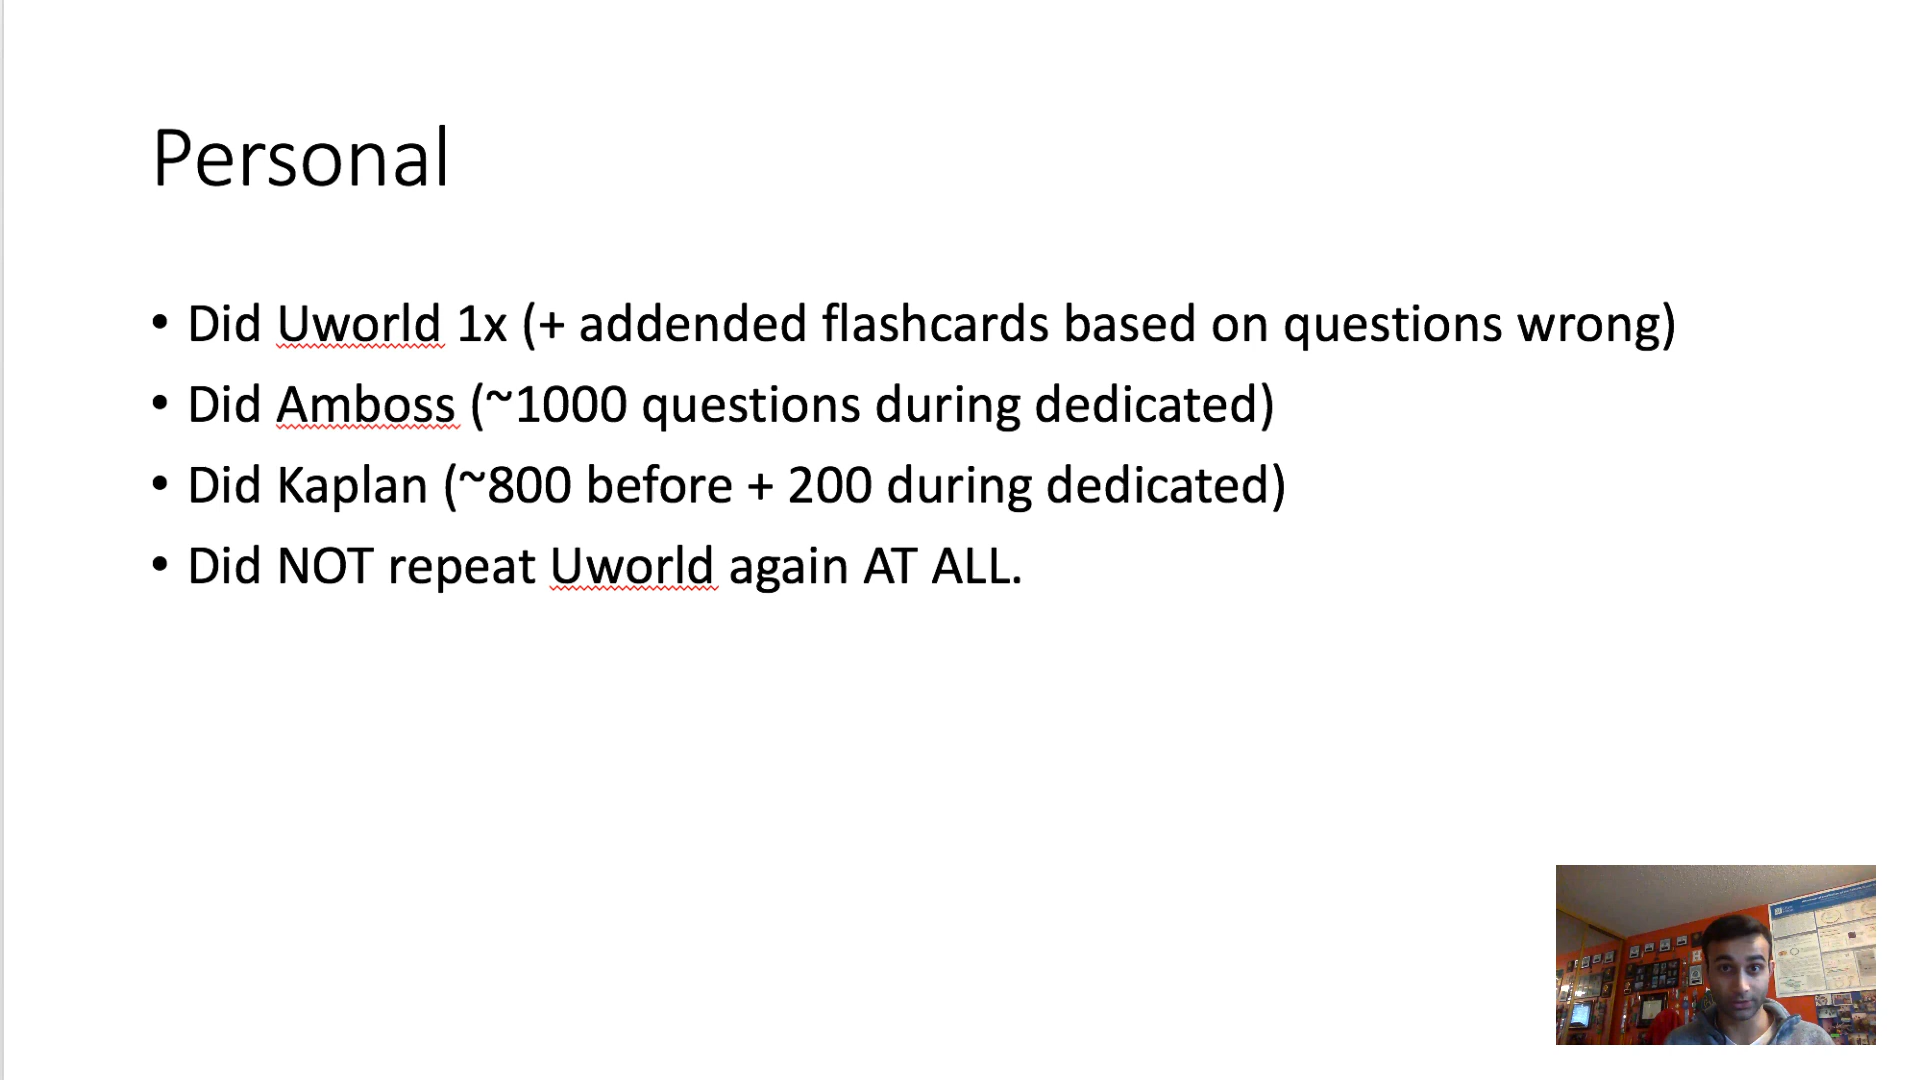 Personal
• Did Uworld 1x (+ addended flashcards based on questions wrong)
• Did Amboss (~1000 questions during dedicated)
• Did Kaplan (~800 before + 200 during dedicated)
• Did NOT repeat Uworld again AT ALL.